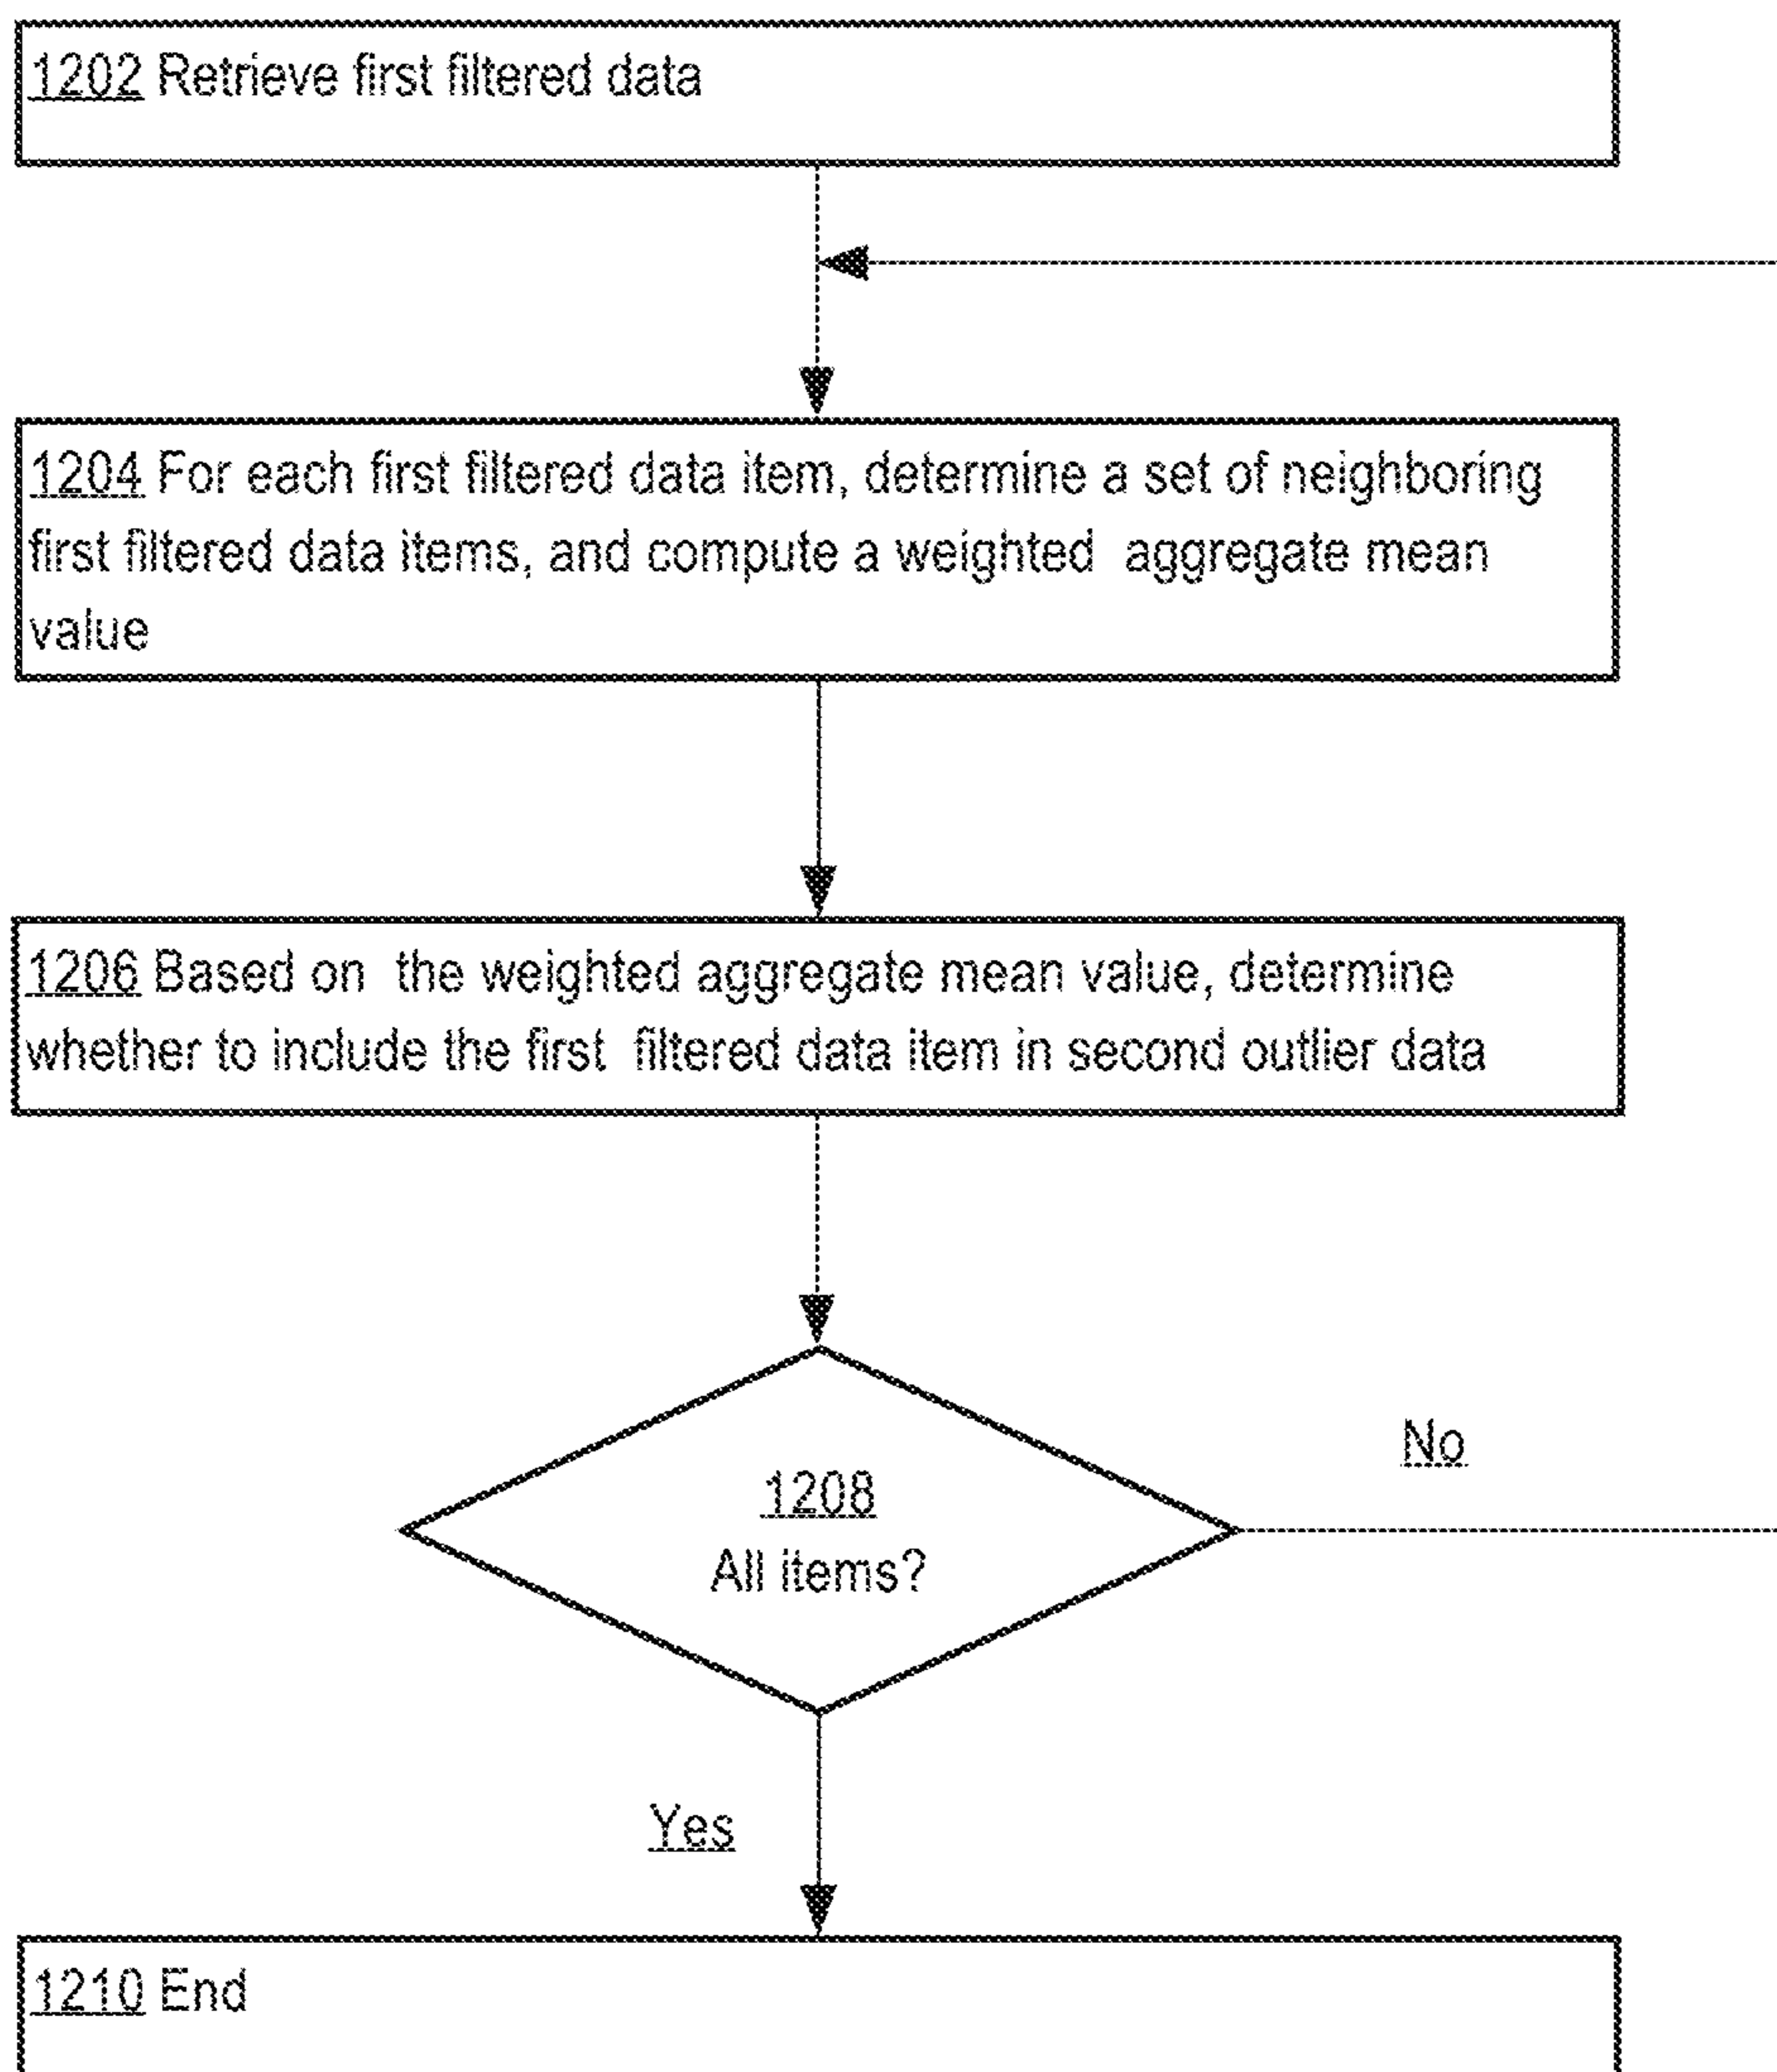 1202 Retrieve first filtered data
1204 For each first filtered data item, determine a set of neighboring
first filtered data items, and compute a weighted aggregate mean
value
1206 Based on the weighted aggregate mean value, determine
whether to include the first filtered data item in second outlier data
No
1208
All items?
Yes
1210 End